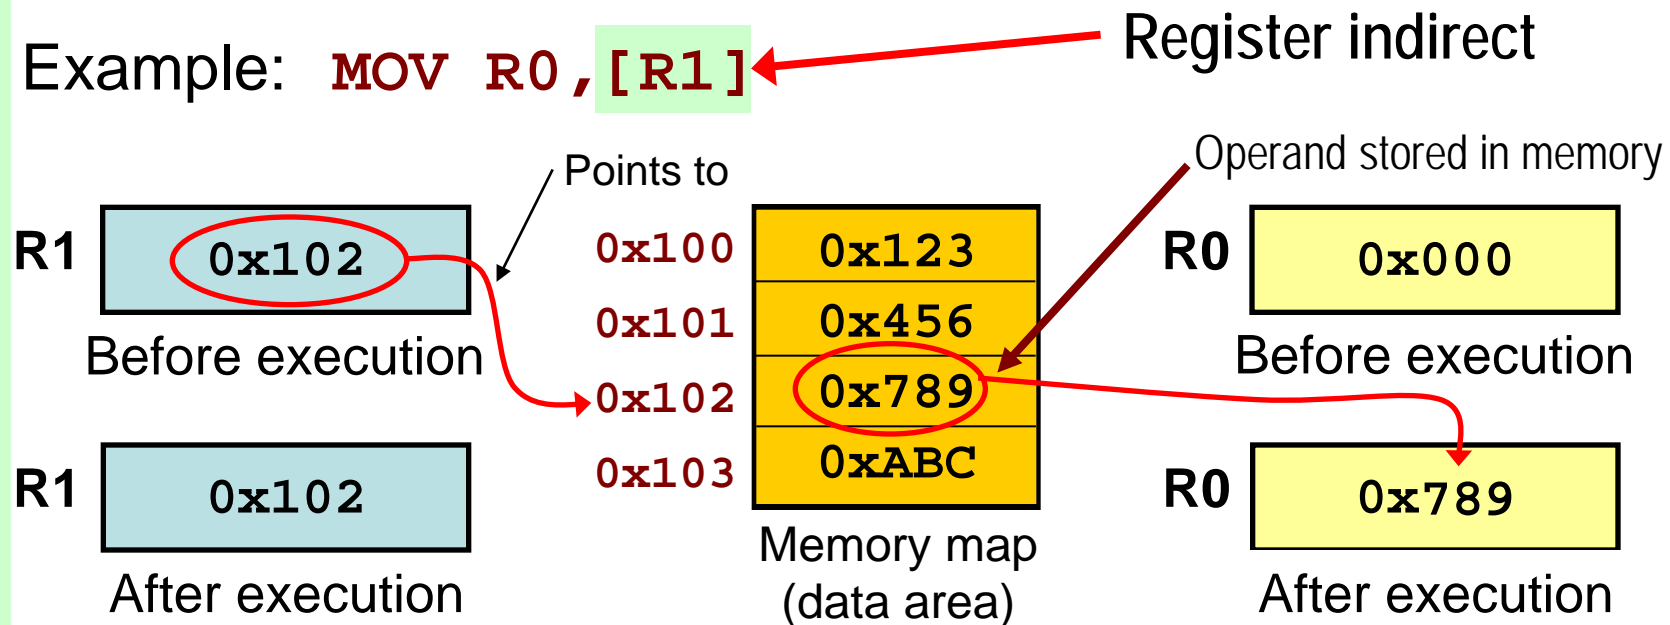 Example: MOV R0,[R1]
Register indirect
Points to
Operand stored in memory
R1
0x102
Before execution
R1
0x102
After execution
0x100
0x123
0x101
0x456
0x102
0x789
0x103
0xABC
Memory map
(data area)
R0
0x000
Before execution
R0
0x789
After execution